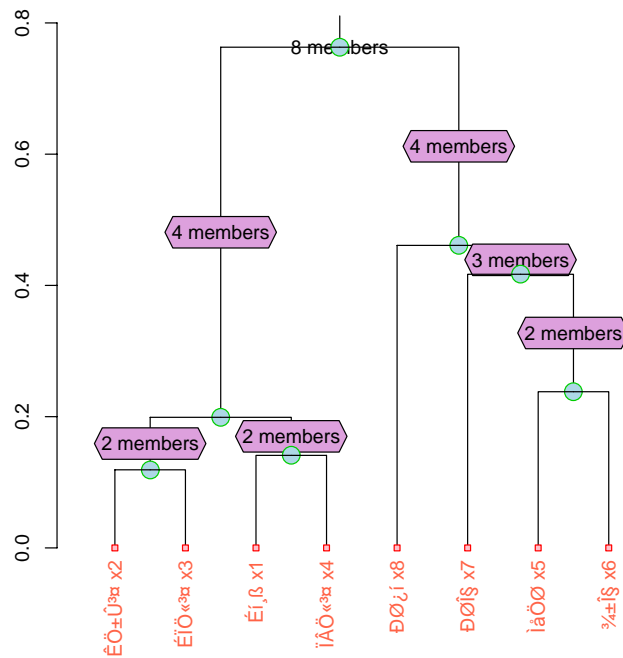 0.8
8 members
4 members
0.6
4 members
3 members
0.4
2 members
0.2
2 members
2 members
0.0
ÊÖ±Û³¤ x2
ÉÏÖ«³¤ x3
Éí¸ß x1
ÏÂÖ«³¤ x4
ÐØ¿í x8
ÐØÎ§ x7
ÌåÖØ x5
¾±Î§ x6